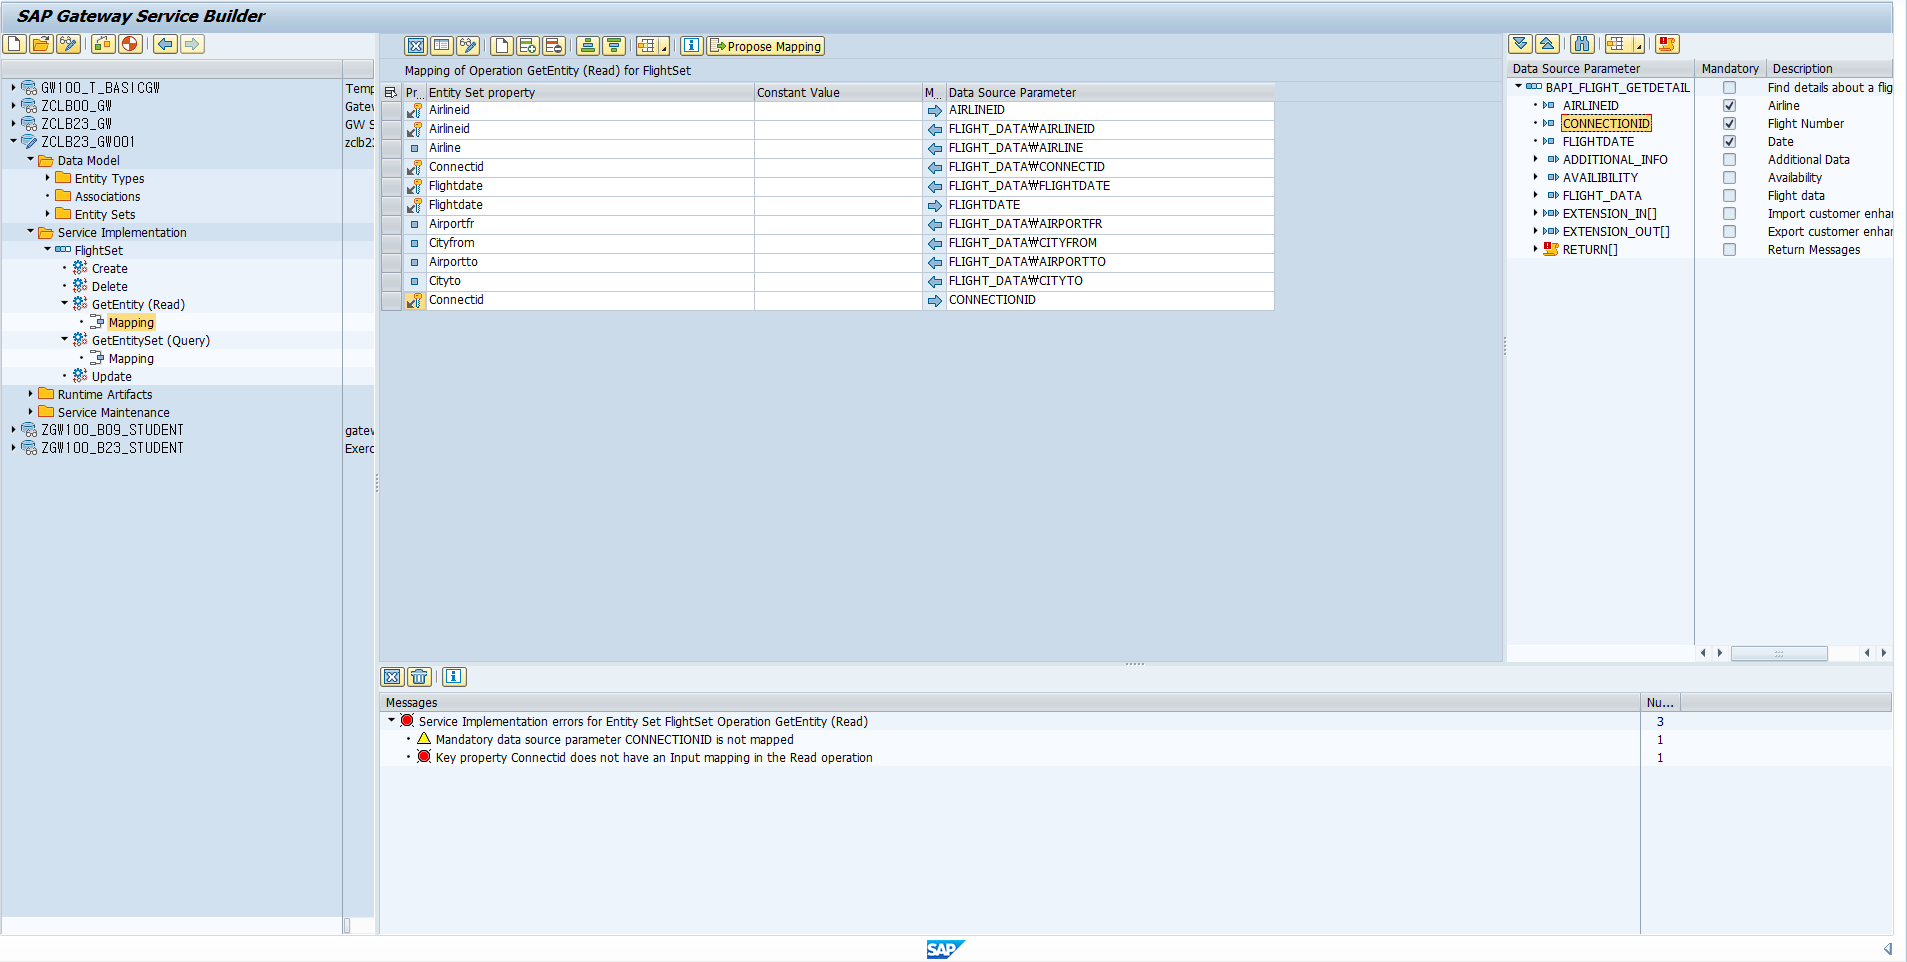 SAP Gateway Service Builder
GW100_T_BASICGW Temp
ZCLB00_GW Gatew
ZCLB23_GW GW S
ZCLB23_GW001 zclb23
Data Model
Entity Types
Associations
Entity Sets
Service Implementation
FlightSet
Create
Delete
GetEntity (Read)
Mapping
GetEntitySet (Query)
Mapping
Update
Runtime Artifacts
Service Maintenance
ZGW100_B09_STUDENT gatew
ZGW100_B23_STUDENT Exerc
Propose Mapping
Mapping of Operation GetEntity (Read) for FlightSet
Pr... Entity Set property Constant Value M... Data Source Parameter
Airlineid AIRLINEID
Airlineid FLIGHT_DATA₩AIRLINEID
Airline FLIGHT_DATA₩AIRLINE
Connectid FLIGHT_DATA₩CONNECTID
Flightdate FLIGHT_DATA₩FLIGHTDATE
Flightdate FLIGHTDATE
Airportfr FLIGHT_DATA₩AIRPORTFR
Cityfrom FLIGHT_DATA₩CITYFROM
Airportto FLIGHT_DATA₩AIRPORTTO
Cityto FLIGHT_DATA₩CITYTO
Connectid CONNECTIONID
Data Source Parameter Mandatory Description
BAPI_FLIGHT_GETDETAIL Find details about a flig
AIRLINEID Airline
CONNECTIONID Flight Number
FLIGHTDATE Date
ADDITIONAL_INFO Additional Data
AVAILIBILITY Availability
FLIGHT_DATA Flight data
EXTENSION_IN[] Import customer enhar
EXTENSION_OUT[] Export customer enhar
RETURN[] Return Messages
Messages Nu...
Service Implementation errors for Entity Set FlightSet Operation GetEntity (Read) 3
Mandatory data source parameter CONNECTIONID is not mapped 1
Key property Connectid does not have an Input mapping in the Read operation 1
SAP